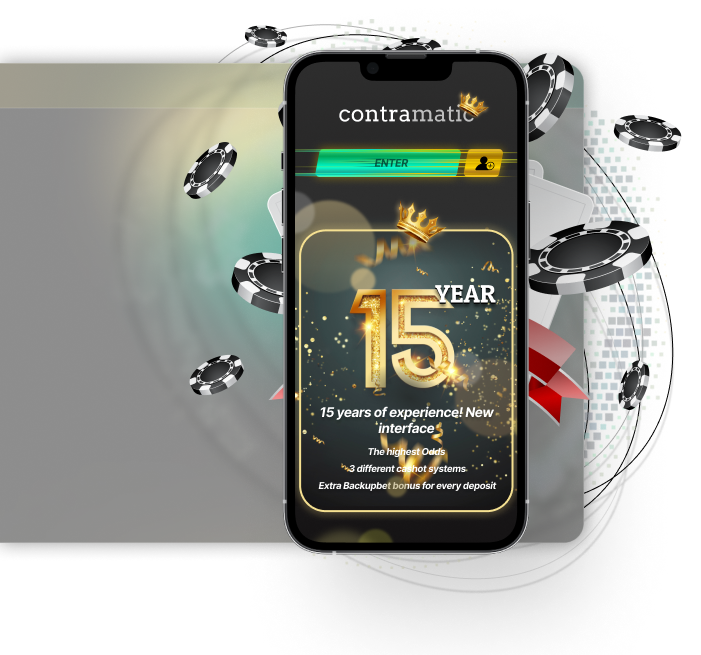 contramatic
ENTER
15 YEAR
15 years of experience! New
interface
The highest Odds
3 different cashot systems
Extra Backupbet bonus for every deposit